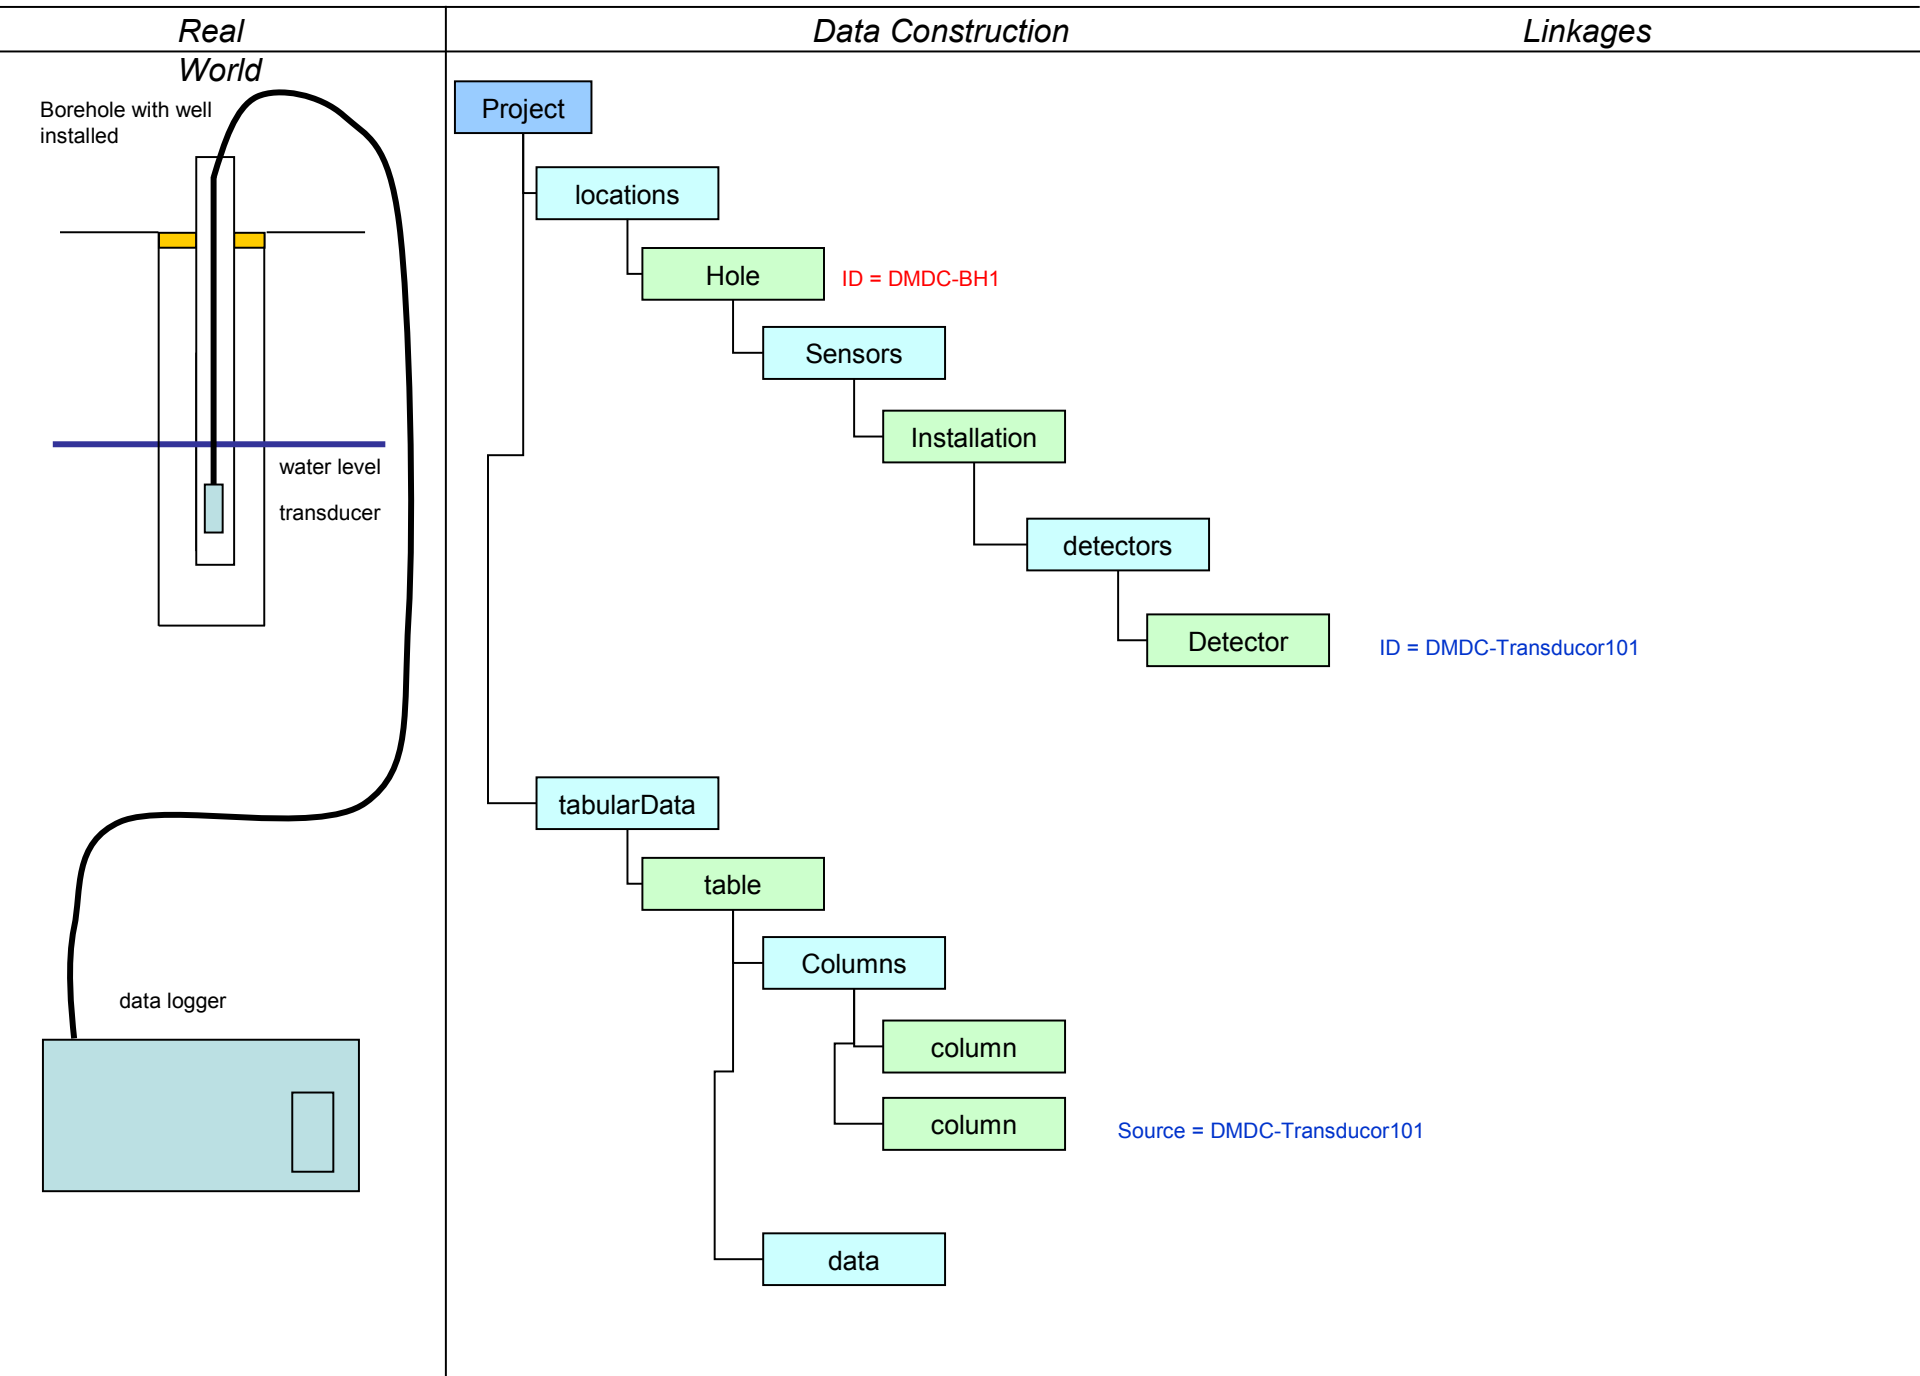 Real
World
Data Construction
Linkages
Borehole with well
installed
water level
transducer
data logger
Project
locations
Hole
ID = DMDC-BH1
Sensors
Installation
detectors
Detector
ID = DMDC-Transducor101
tabularData
table
Columns
column
column
Source = DMDC-Transducor101
data